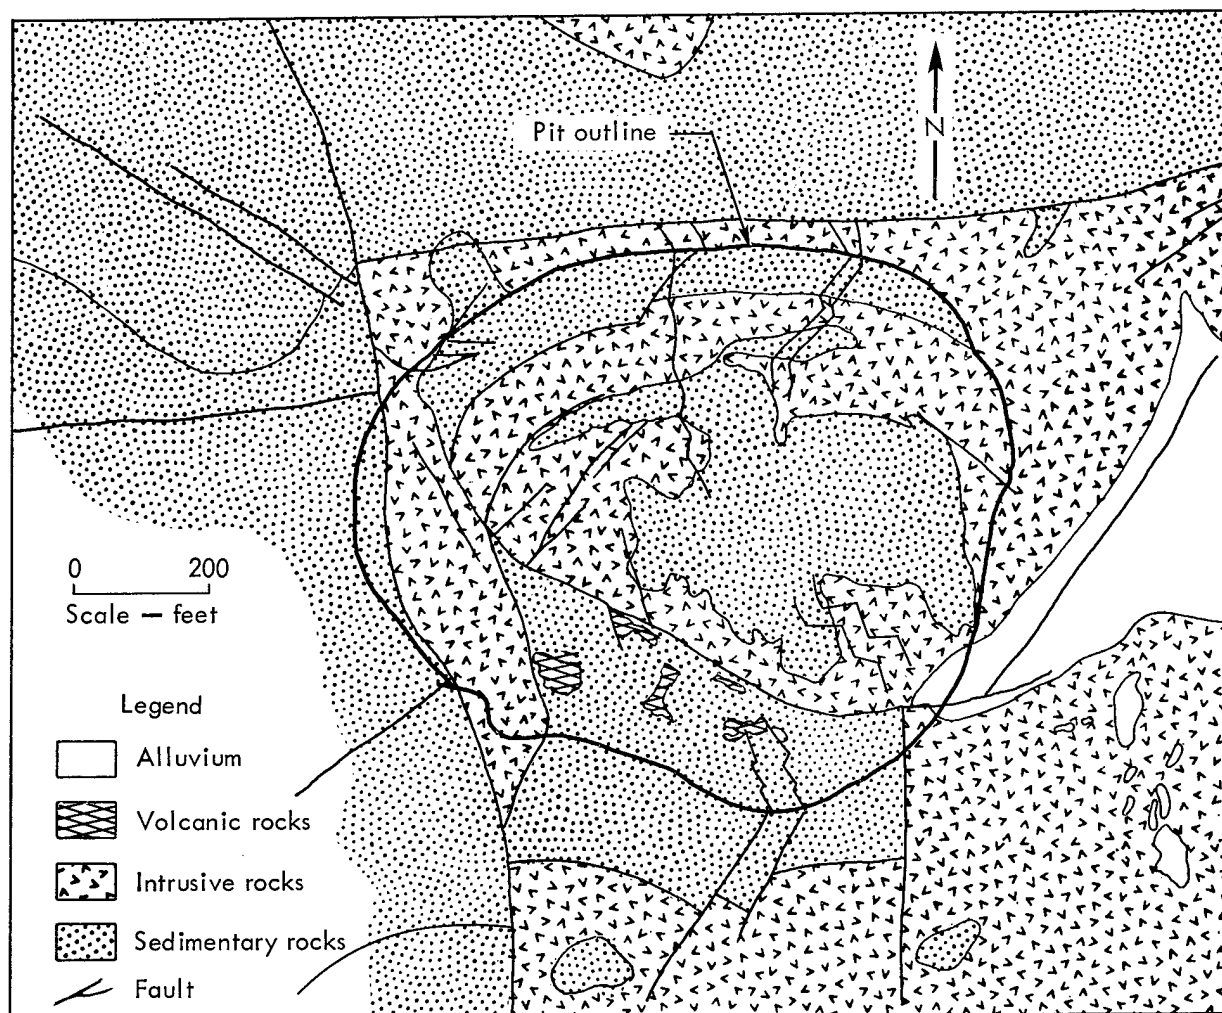 Pit outline
N
0 200
Scale – feet
Legend
Alluvium
Volcanic rocks
Intrusive rocks
Sedimentary rocks
Fault